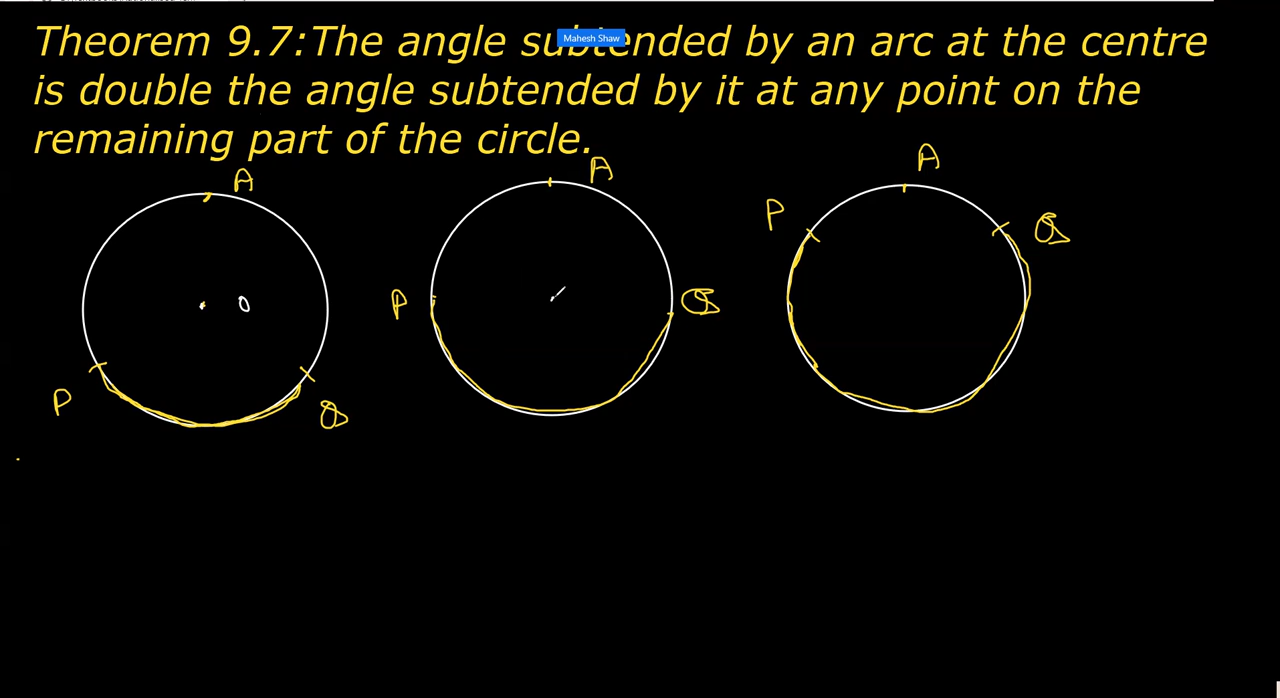 Theorem 9.7:The angle subtended by an arc at the centre
is double the angle subtended by it at any point on the
remaining part of the circle.
Mahesh Shaw
A A A
P Q
O P Q
P Q